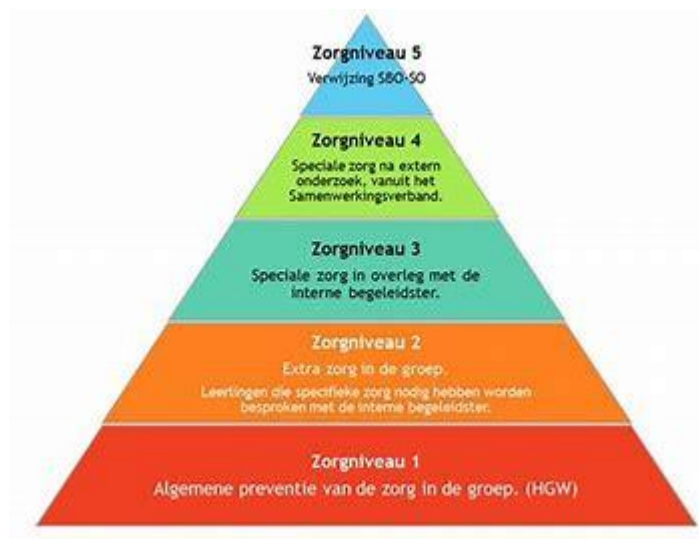 Zorgniveau 5
Verwijzing SBO-SO
Zorgniveau 4
Speciale zorg na extern
onderzoek, vanuit het
Samenwerkingsverband.
Zorgniveau 3
Speciale zorg in overleg met de
interne begeleidster.
Zorgniveau 2
Extra zorg in de groep.
Leerlingen die specifieke zorg nodig hebben worden
besproken met de interne begeleidster.
Zorgniveau 1
Algemene preventie van de zorg in de groep. (HGW)